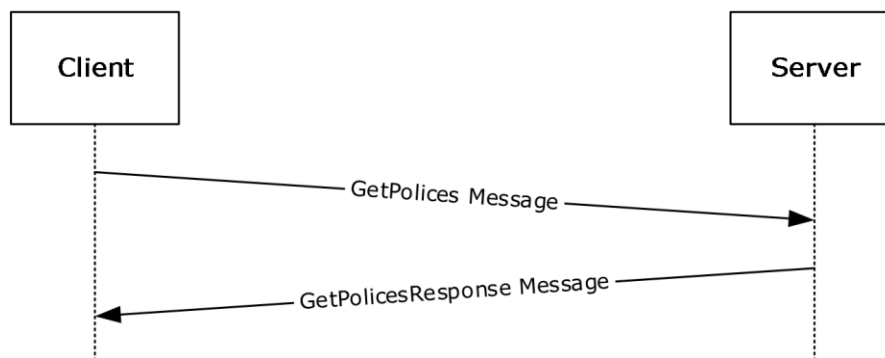 Client
Server
GetPolices Message
GetPolicesResponse Message